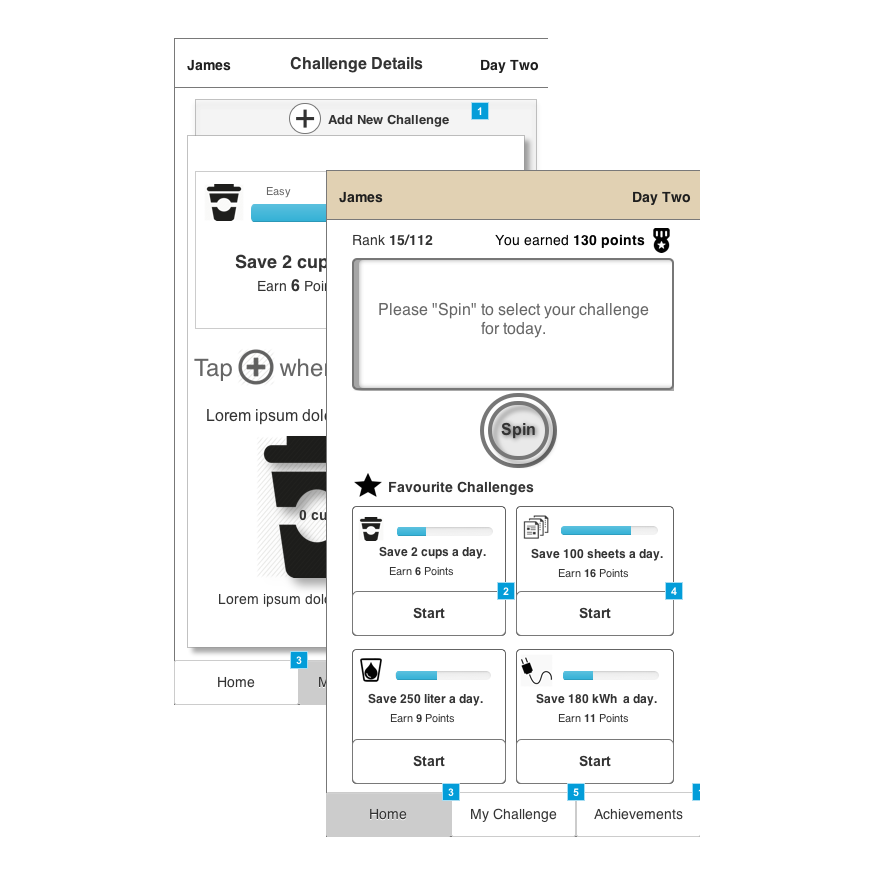 James
Challenge Details
Day Two
Add New Challenge
1
Easy
Save 2 cup
Earn 6 Poi
Tap
wher
Lorem ipsum dol
0 cu
Lorem ipsum dol
3
Home
James
Day Two
Rank 15/112
You earned 130 points
Please "Spin" to select your challenge
for today.
Spin
Favourite Challenges
Save 2 cups a day.
Earn 6 Points
2
Start
Save 100 sheets a day.
Earn 16 Points
4
Start
Save 250 liter a day.
Earn 9 Points
Start
Save 180 kWh a day.
Earn 11 Points
Start
3
5
Home
My Challenge
Achievements